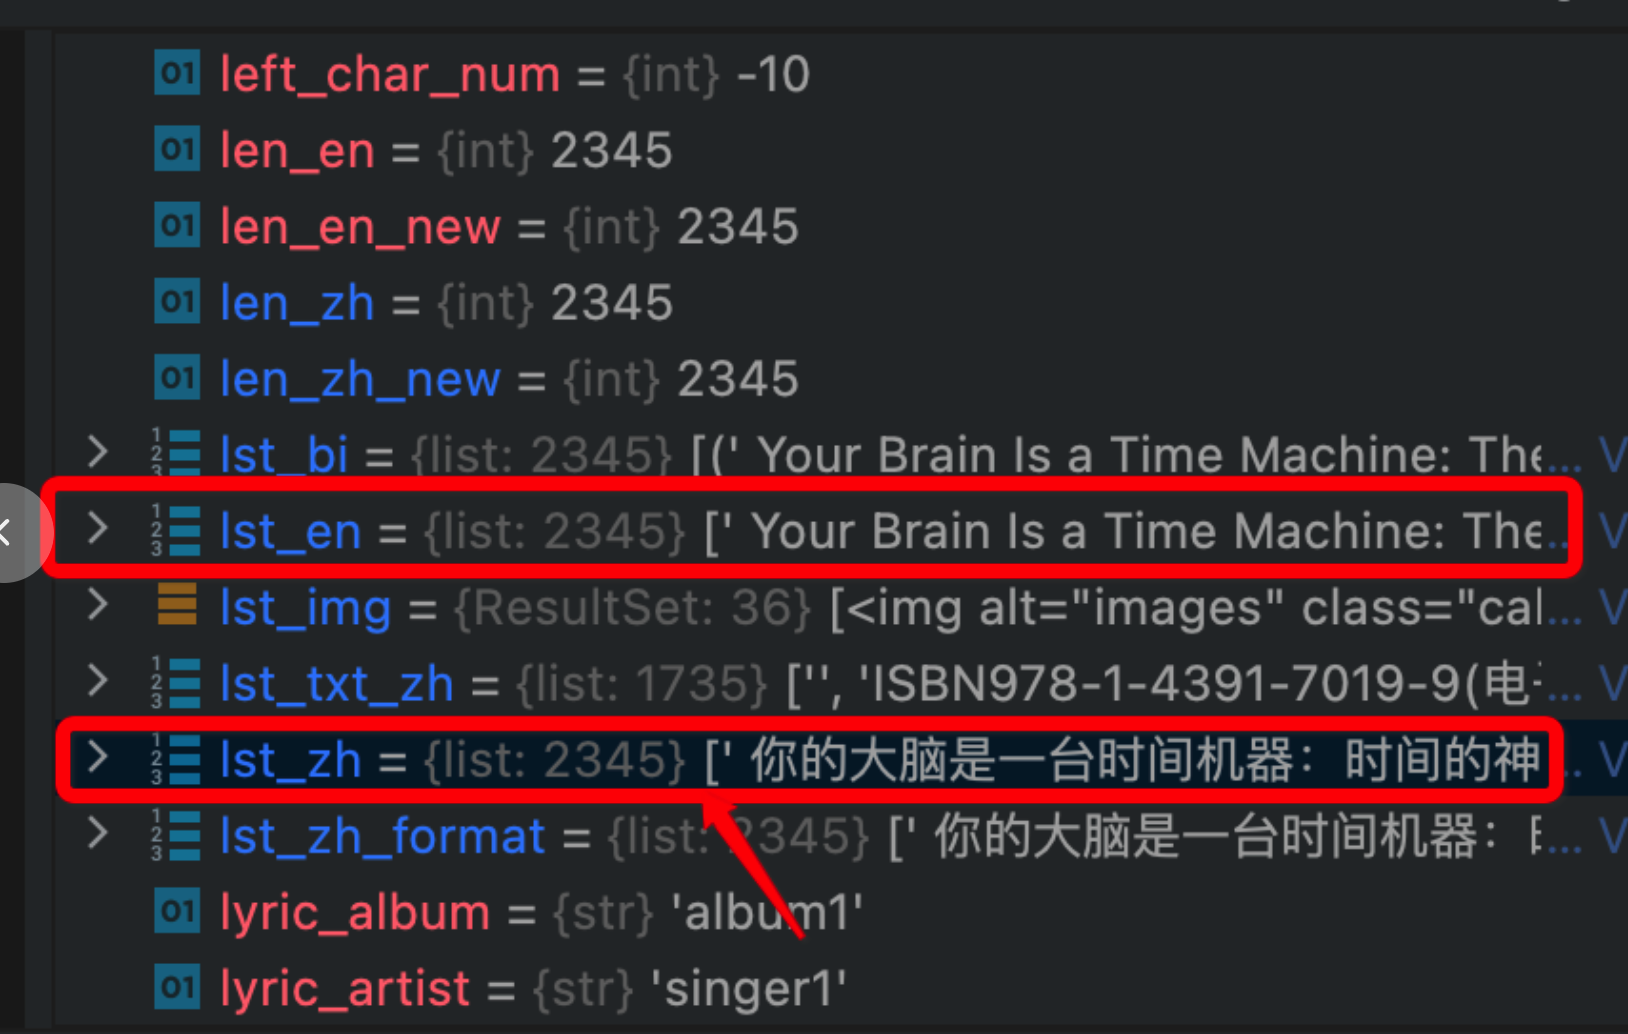 01 left_char_num = {int} -10
01 len_en = {int} 2345
01 len_en_new = {int} 2345
01 len_zh = {int} 2345
01 len_zh_new = {int} 2345
123 lst_bi = {list: 2345} [(' Your Brain Is a Time Machine: The... V
123 lst_en = {list: 2345} [' Your Brain Is a Time Machine: The.. V
lst_img = {ResultSet: 36} [<img alt="images" class="cal... V
123 lst_txt_zh = {list: 1735} ['', 'ISBN978-1-4391-7019-9(电... V
123 lst_zh = {list: 2345} [' 你的大脑是一台时间机器：时间的神.. V
123 lst_zh_format = {list: 2345} [' 你的大脑是一台时间机器：... V
01 lyric_album = {str} 'album1'
01 lyric_artist = {str} 'singer1'